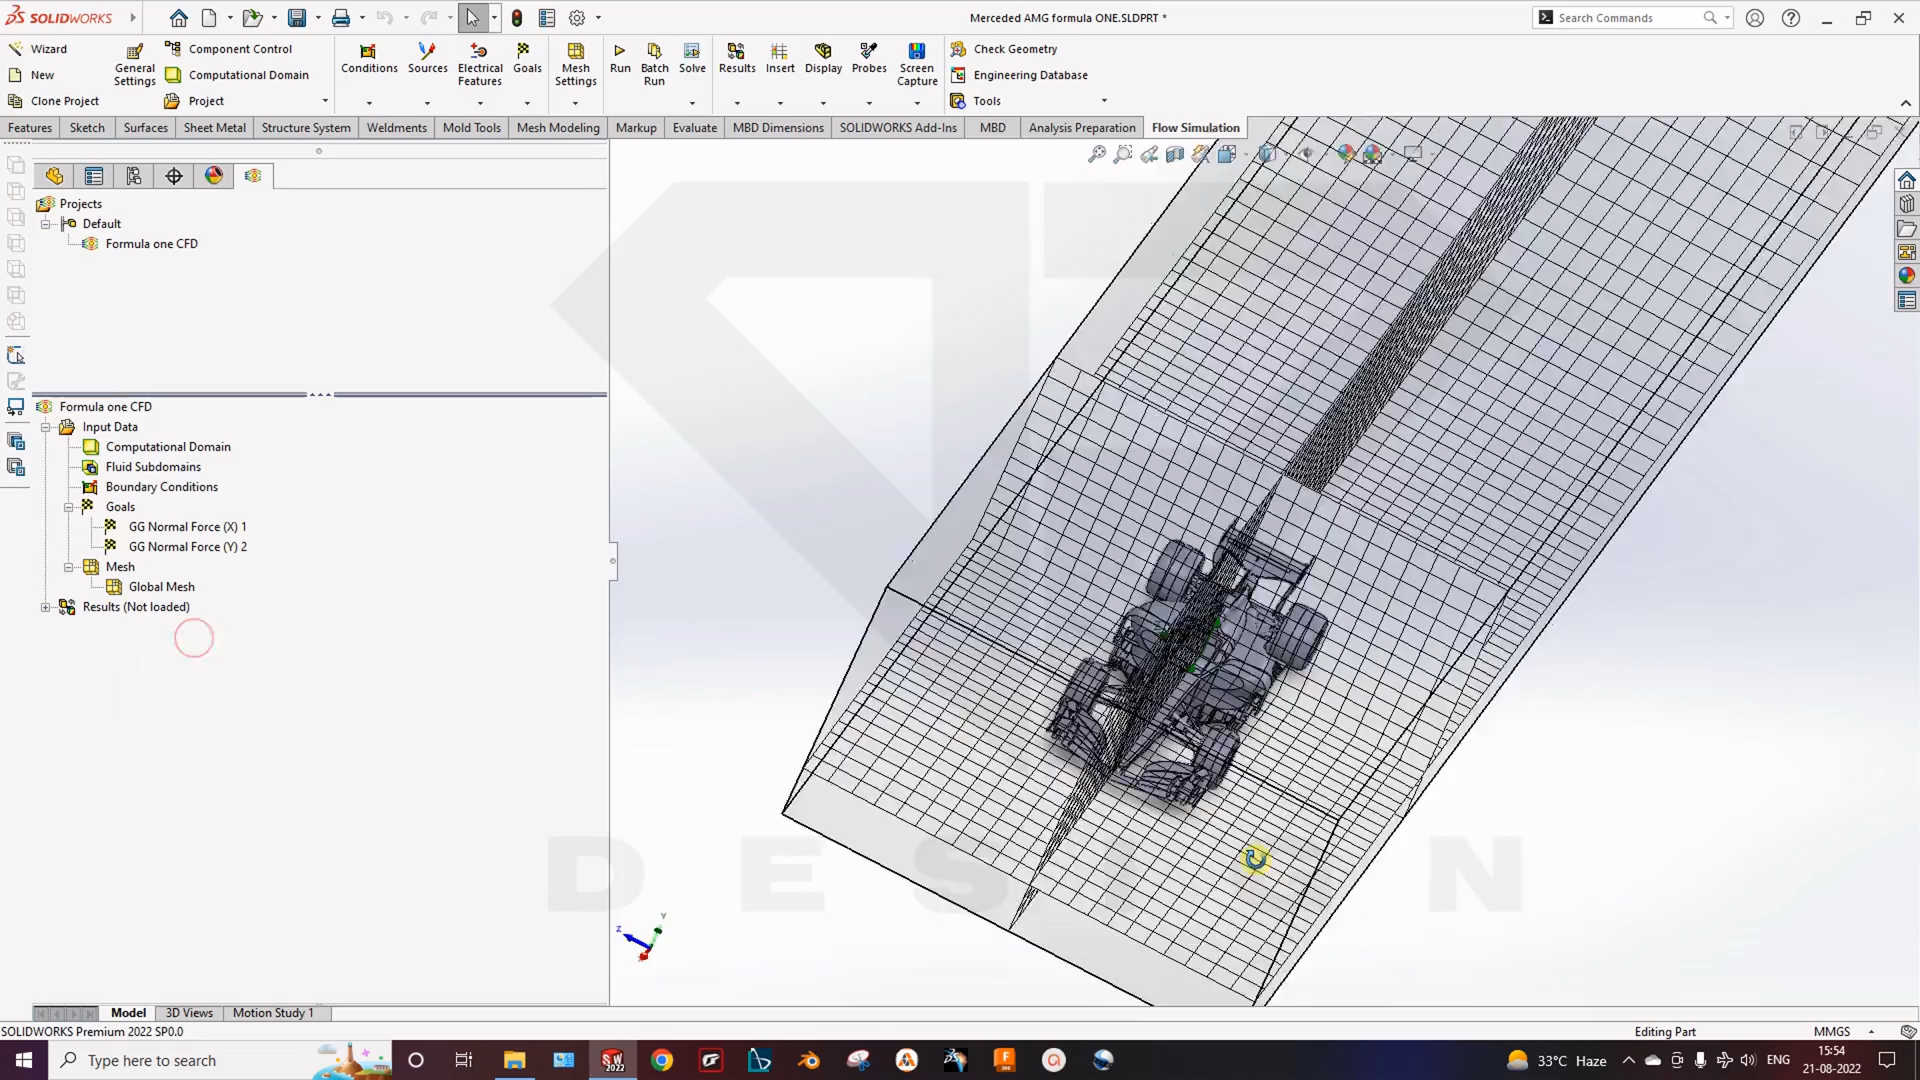 SOLIDWORKS
Merceded AMG formula ONE.SLDPRT *
Search Commands
Wizard
New
Clone Project
General Settings
Component Control
Computational Domain
Project
Conditions
Sources
Electrical Features
Goals
Mesh Settings
Run
Batch Run
Solve
Results
Insert
Display
Probes
Screen Capture
Check Geometry
Engineering Database
Tools
Features
Sketch
Surfaces
Sheet Metal
Structure System
Weldments
Mold Tools
Mesh Modeling
Markup
Evaluate
MBD Dimensions
SOLIDWORKS Add-Ins
MBD
Analysis Preparation
Flow Simulation
Projects
Default
Formula one CFD
Formula one CFD
Input Data
Computational Domain
Fluid Subdomains
Boundary Conditions
Goals
GG Normal Force (X) 1
GG Normal Force (Y) 2
Mesh
Global Mesh
Results (Not loaded)
Y
Z
Model
3D Views
Motion Study 1
SOLIDWORKS Premium 2022 SP0.0
Editing Part
MMGS
Type here to search
SW 2022
33°C Haze
ENG
15:54
21-08-2022